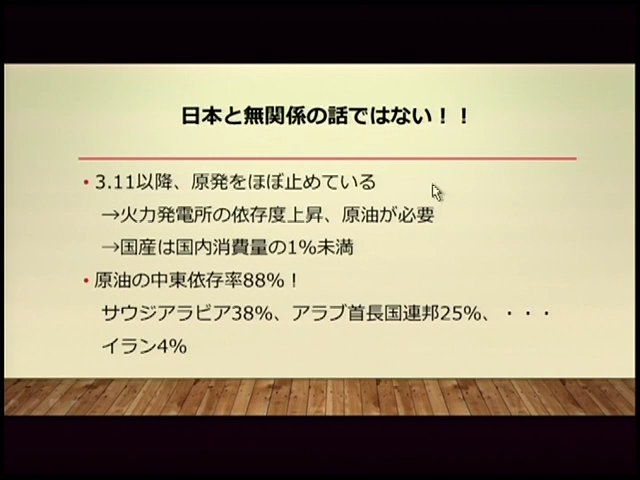 日本と無関係の話ではない！！
• 3.11以降、原発をほぼ止めている
→火力発電所の依存度上昇、原油が必要
→国産は国内消費量の1%未満
• 原油の中東依存率88%！
サウジアラビア38%、アラブ首長国連邦25%、・・・
イラン4%